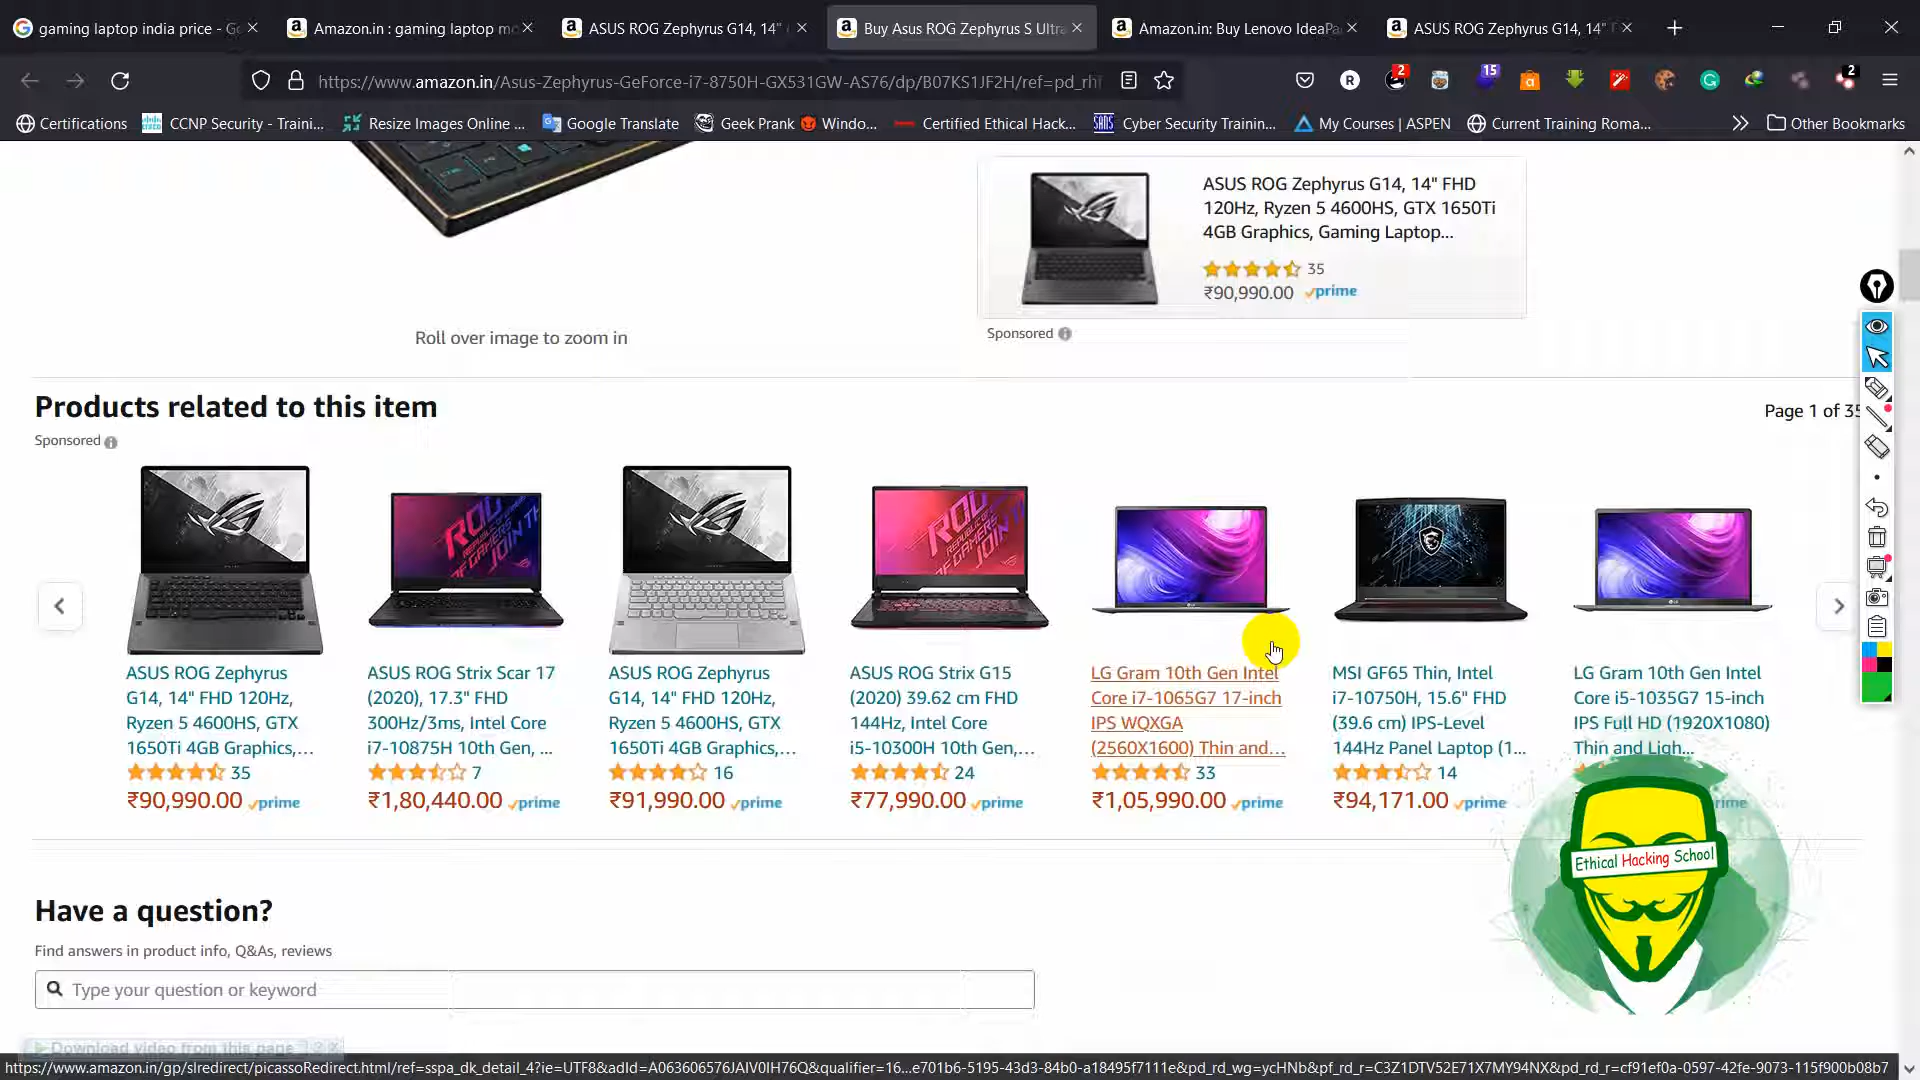 gaming laptop india price - G
Amazon.in : gaming laptop m
ASUS ROG Zephyrus G14, 14"
Buy Asus ROG Zephyrus S Ultra
Amazon.in: Buy Lenovo IdeaPa
ASUS ROG Zephyrus G14, 14"
https://www.amazon.in/Asus-Zephyrus-GeForce-i7-8750H-GX531GW-AS76/dp/B07KS1JF2H/ref=pd_rh
2
15
2
Certifications
CCNP Security - Traini...
Resize Images Online ...
Google Translate
Geek Prank
Windo...
Certified Ethical Hack...
Cyber Security Trainin...
My Courses | ASPEN
Current Training Roma...
Other Bookmarks
ASUS ROG Zephyrus G14, 14" FHD
120Hz, Ryzen 5 4600HS, GTX 1650Ti
4GB Graphics, Gaming Laptop...
35
₹90,990.00 prime
Sponsored
Roll over image to zoom in
Products related to this item
Page 1 of 35
Sponsored
ASUS ROG Zephyrus
G14, 14" FHD 120Hz,
Ryzen 5 4600HS, GTX
1650Ti 4GB Graphics,...
35
₹90,990.00 prime
ASUS ROG Strix Scar 17
(2020), 17.3" FHD
300Hz/3ms, Intel Core
i7-10875H 10th Gen, ...
7
₹1,80,440.00 prime
ASUS ROG Zephyrus
G14, 14" FHD 120Hz,
Ryzen 5 4600HS, GTX
1650Ti 4GB Graphics,...
16
₹91,990.00 prime
ASUS ROG Strix G15
(2020) 39.62 cm FHD
144Hz, Intel Core
i5-10300H 10th Gen,...
24
₹77,990.00 prime
LG Gram 10th Gen Intel
Core i7-1065G7 17-inch
IPS WQXGA
(2560X1600) Thin and...
33
₹1,05,990.00 prime
MSI GF65 Thin, Intel
i7-10750H, 15.6" FHD
(39.6 cm) IPS-Level
144Hz Panel Laptop (1...
14
₹94,171.00 prime
LG Gram 10th Gen Intel
Core i5-1035G7 15-inch
IPS Full HD (1920X1080)
Thin and Ligh...
Ethical Hacking School
Have a question?
Find answers in product info, Q&As, reviews
Type your question or keyword
Download video from this page
https://www.amazon.in/gp/slredirect/picassoRedirect.html/ref=sspa_dk_detail_4?ie=UTF8&adId=A063606576JAIV0IH76Q&qualifier=16...e701b6-5195-43d3-84b0-a18495f7111e&pd_rd_wg=ycHNb&pf_rd_r=C3Z1DTV52E71X7MY94NX&pd_rd_r=cf91ef0a-0597-42fe-9073-115f900b08b7